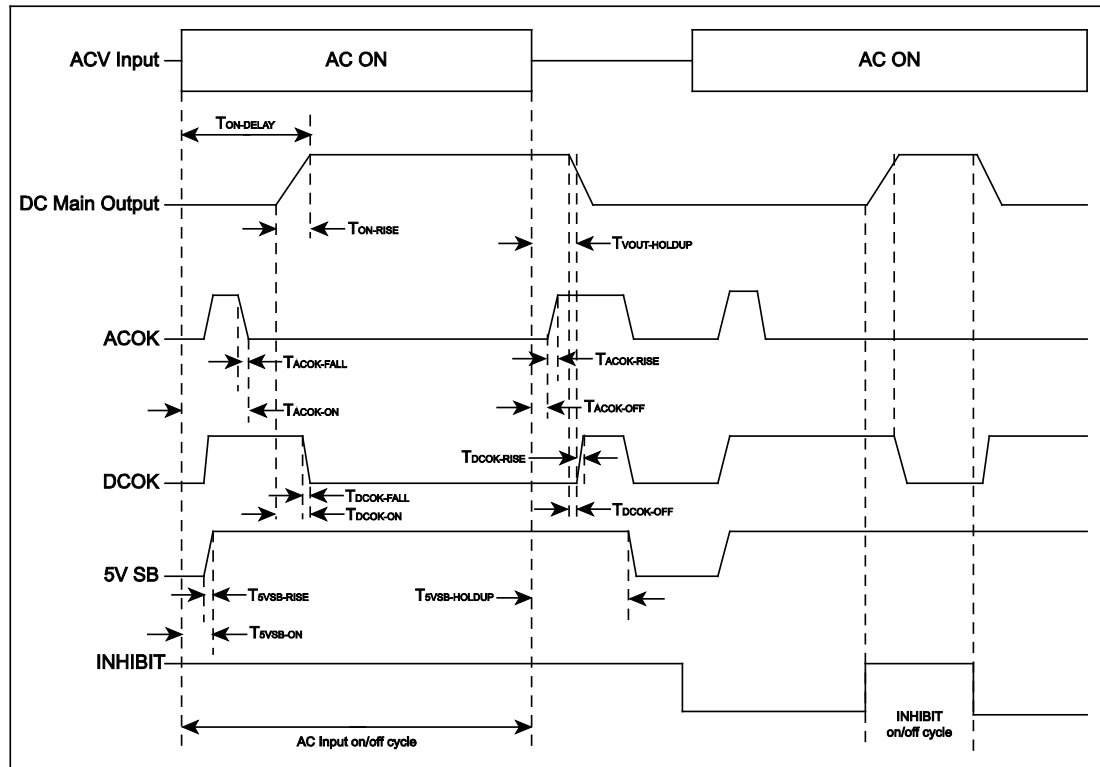 ACV Input
AC ON
AC ON
TON-DELAY
DC Main Output
TON-RISE
TVOUT-HOLDUP
ACOK
TACOK-FALL
TACOK-RISE
TACOK-ON
TACOK-OFF
DCOK
TDCOK-RISE
TDCOK-FALL
TDCOK-ON
TDCOK-OFF
5V SB
T5VSB-RISE
T5VSB-HOLDUP
T5VSB-ON
INHIBIT
AC Input on/off cycle
INHIBIT
on/off cycle